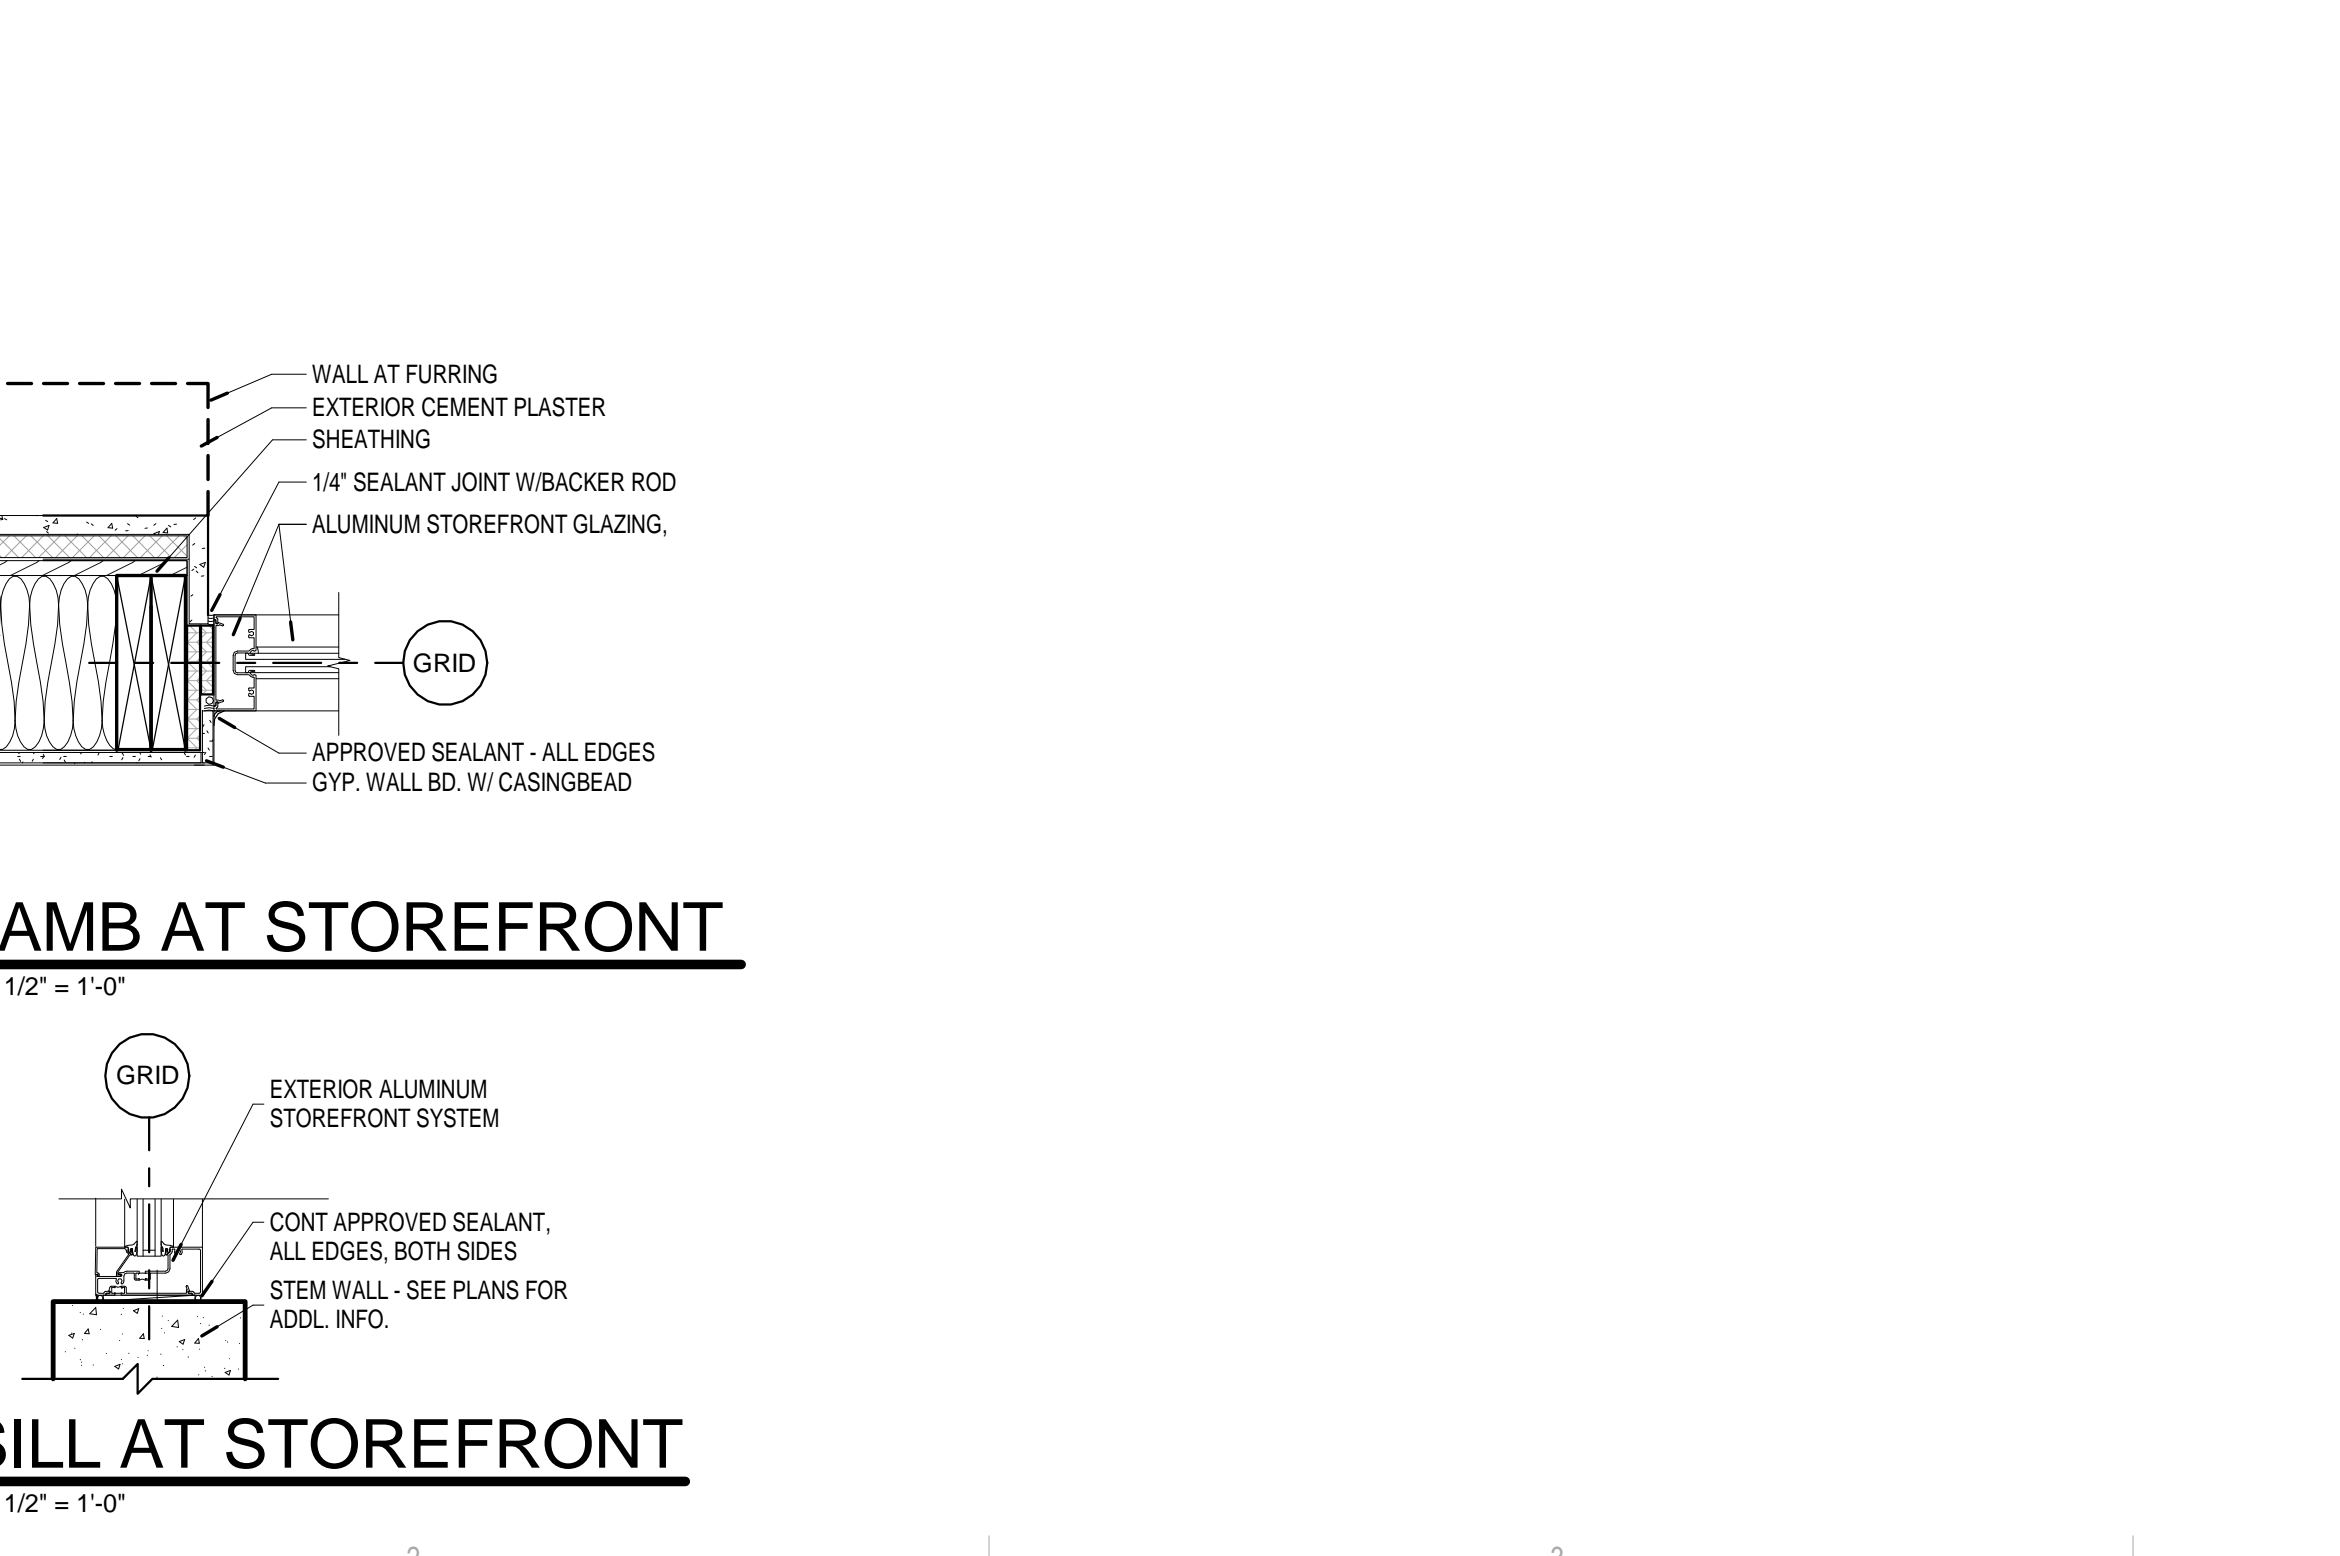 WALL AT FURRING
EXTERIOR CEMENT PLASTER
SHEATHING
1/4" SEALANT JOINT W/BACKER ROD
ALUMINUM STOREFRONT GLAZING,
GRID
APPROVED SEALANT - ALL EDGES
GYP. WALL BD. W/ CASINGBEAD
AMB AT STOREFRONT
1/2" = 1'-0"
GRID
EXTERIOR ALUMINUM
STOREFRONT SYSTEM
CONT APPROVED SEALANT,
ALL EDGES, BOTH SIDES
STEM WALL - SEE PLANS FOR
ADDL. INFO.
SILL AT STOREFRONT
1/2" = 1'-0"